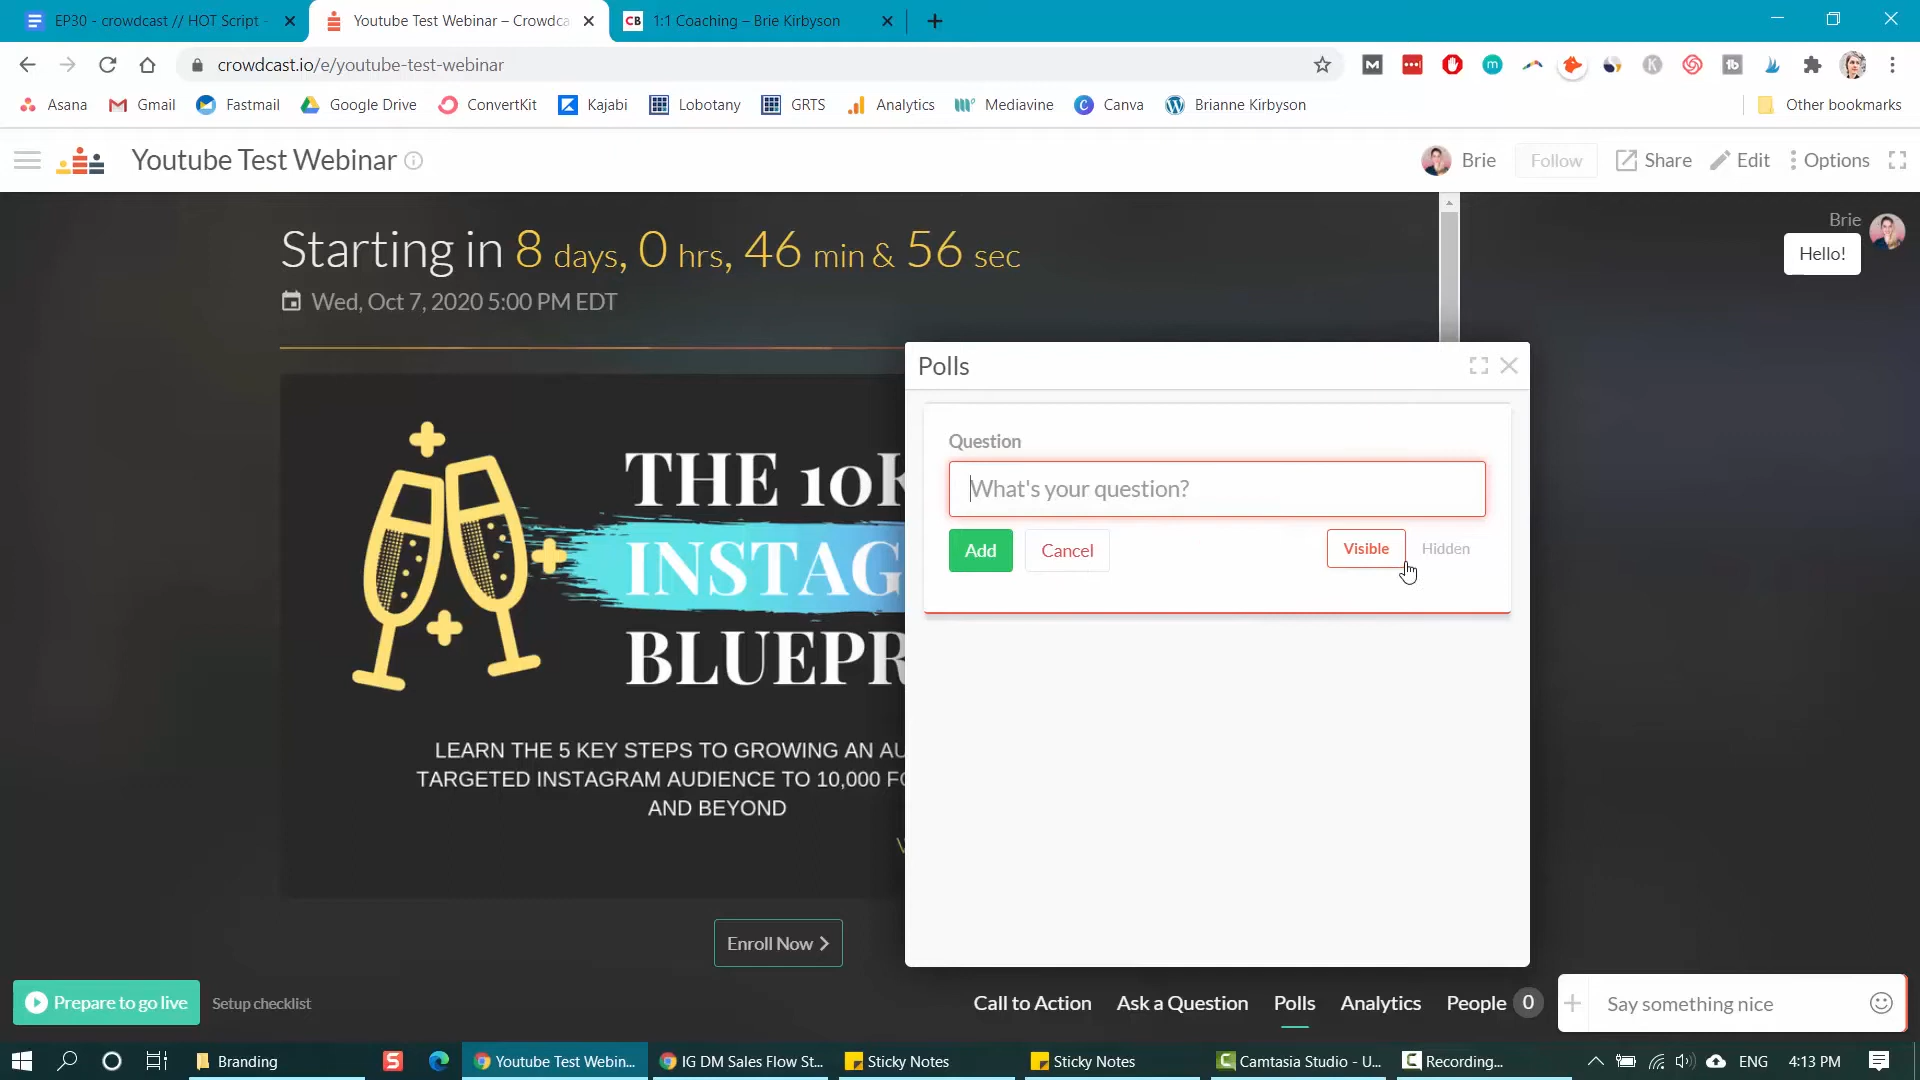 EP30 - crowdcast // HOT Script -
Youtube Test Webinar – Crowdca
CB 1:1 Coaching – Brie Kirbyson
crowdcast.io/e/youtube-test-webinar
Asana
Gmail
Fastmail
Google Drive
ConvertKit
Kajabi
Lobotany
GRTS
Analytics
Mediavine
Canva
Brianne Kirbyson
Other bookmarks
Youtube Test Webinar
Brie
Follow
Share
Edit
Options
Starting in 8 days, 0 hrs, 46 min & 56 sec
Wed, Oct 7, 2020 5:00 PM EDT
Brie
Hello!
THE 10K
INSTAG
BLUEPR
LEARN THE 5 KEY STEPS TO GROWING AN AU
TARGETED INSTAGRAM AUDIENCE TO 10,000 FO
AND BEYOND
Enroll Now
Polls
Question
What's your question?
Add
Cancel
Visible
Hidden
Prepare to go live
Setup checklist
Call to Action
Ask a Question
Polls
Analytics
People 0
Say something nice
Branding
Youtube Test Webin...
IG DM Sales Flow St...
Sticky Notes
Sticky Notes
Camtasia Studio - U...
Recording...
ENG
4:13 PM